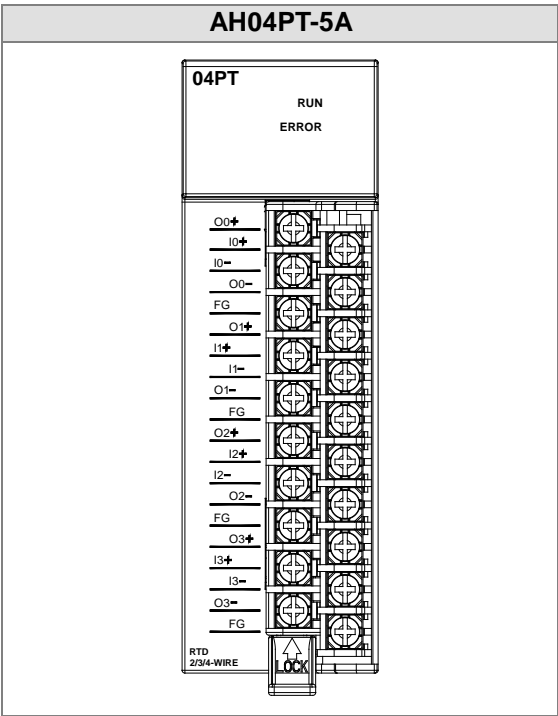 AH04PT-5A
04PT
RUN
ERROR
O0+
I0+
I0-
O0-
FG
O1+
I1+
I1-
O1-
FG
O2+
I2+
I2-
O2-
FG
O3+
I3+
I3-
O3-
FG
RTD
2/3/4-WIRE
LOCK